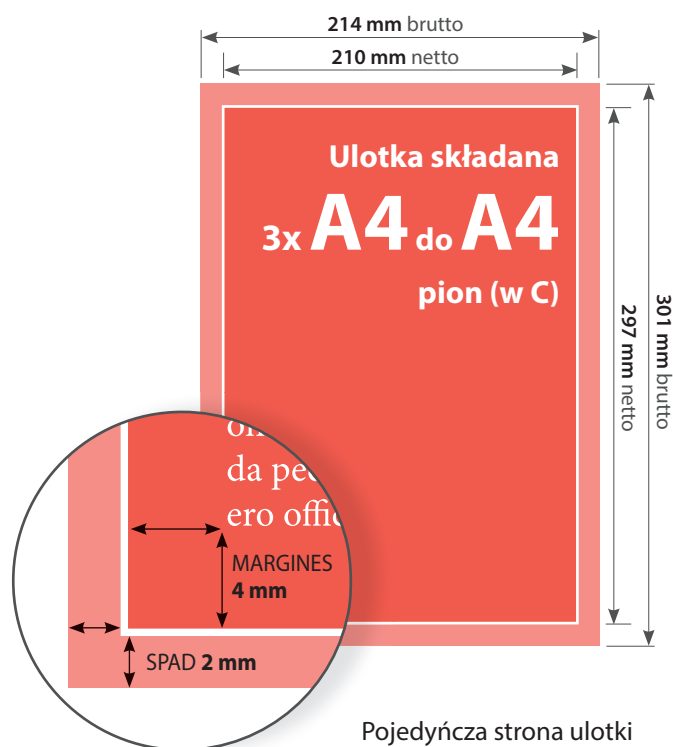 214 mm brutto
210 mm netto
Ulotka składana
3x A4 do A4
pion (w C)
301 mm brutto
297 mm netto
da pe
ero offic
MARGINES
4 mm
SPAD 2 mm
Pojedyńcza strona ulotki